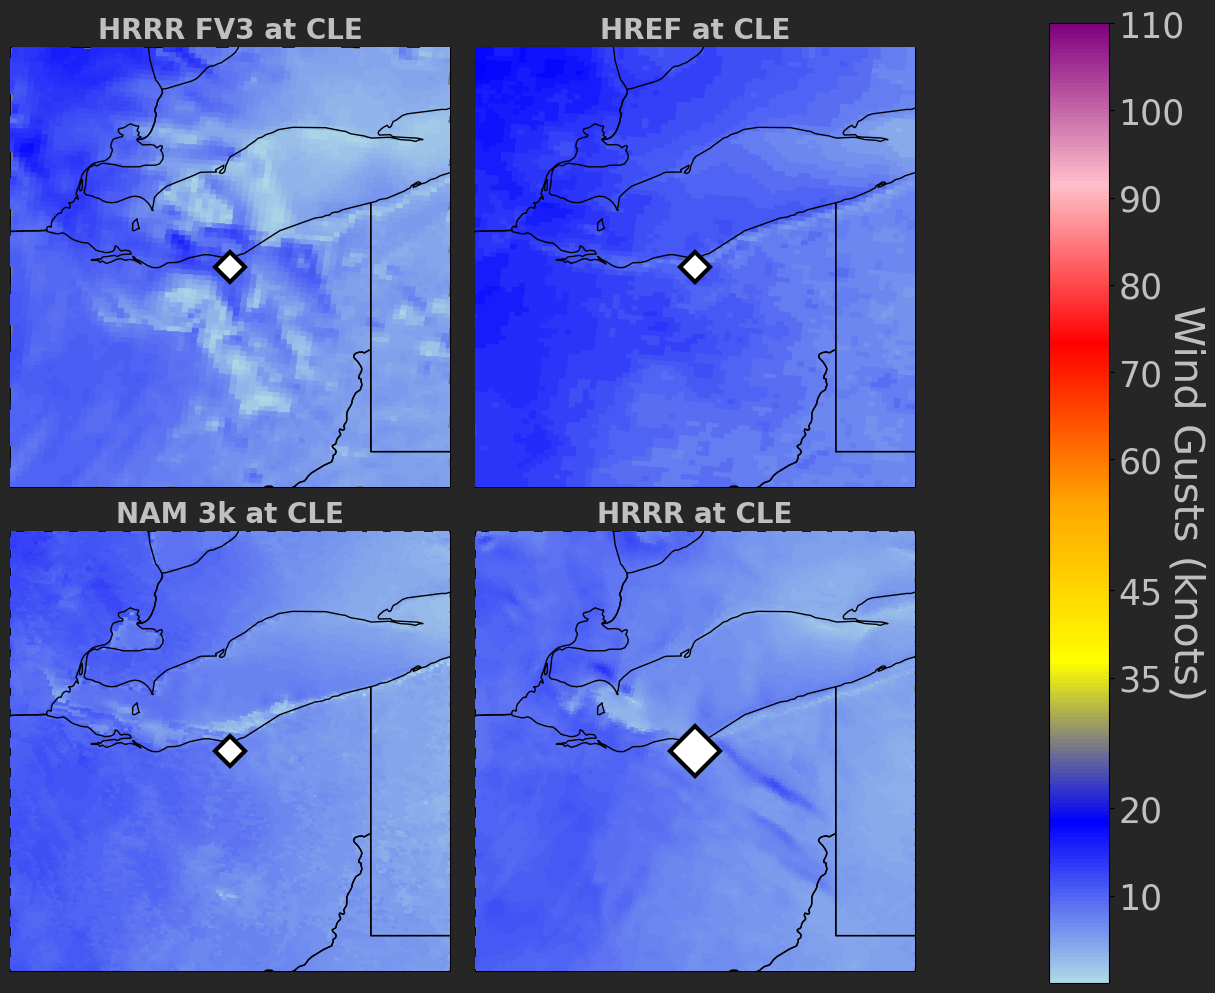 HRRR FV3 at CLE
HREF at CLE
NAM 3k at CLE
HRRR at CLE
110
100
90
80
70
60
45
35
20
10
Wind Gusts (knots)